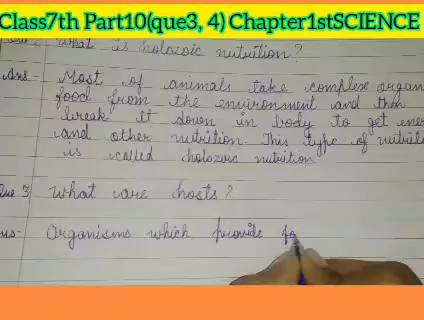 Class7th Part10(que3, 4) Chapter1stSCIENCE
What is holozoic nutrition?
Ans - Most of animals take complex organ
food from the environment and then
break it down in body to get ene
and other nutrition. This type of nutriti
is called holozoic nutrition
Que 3 What are hosts?
ns- Organisms which provide fo